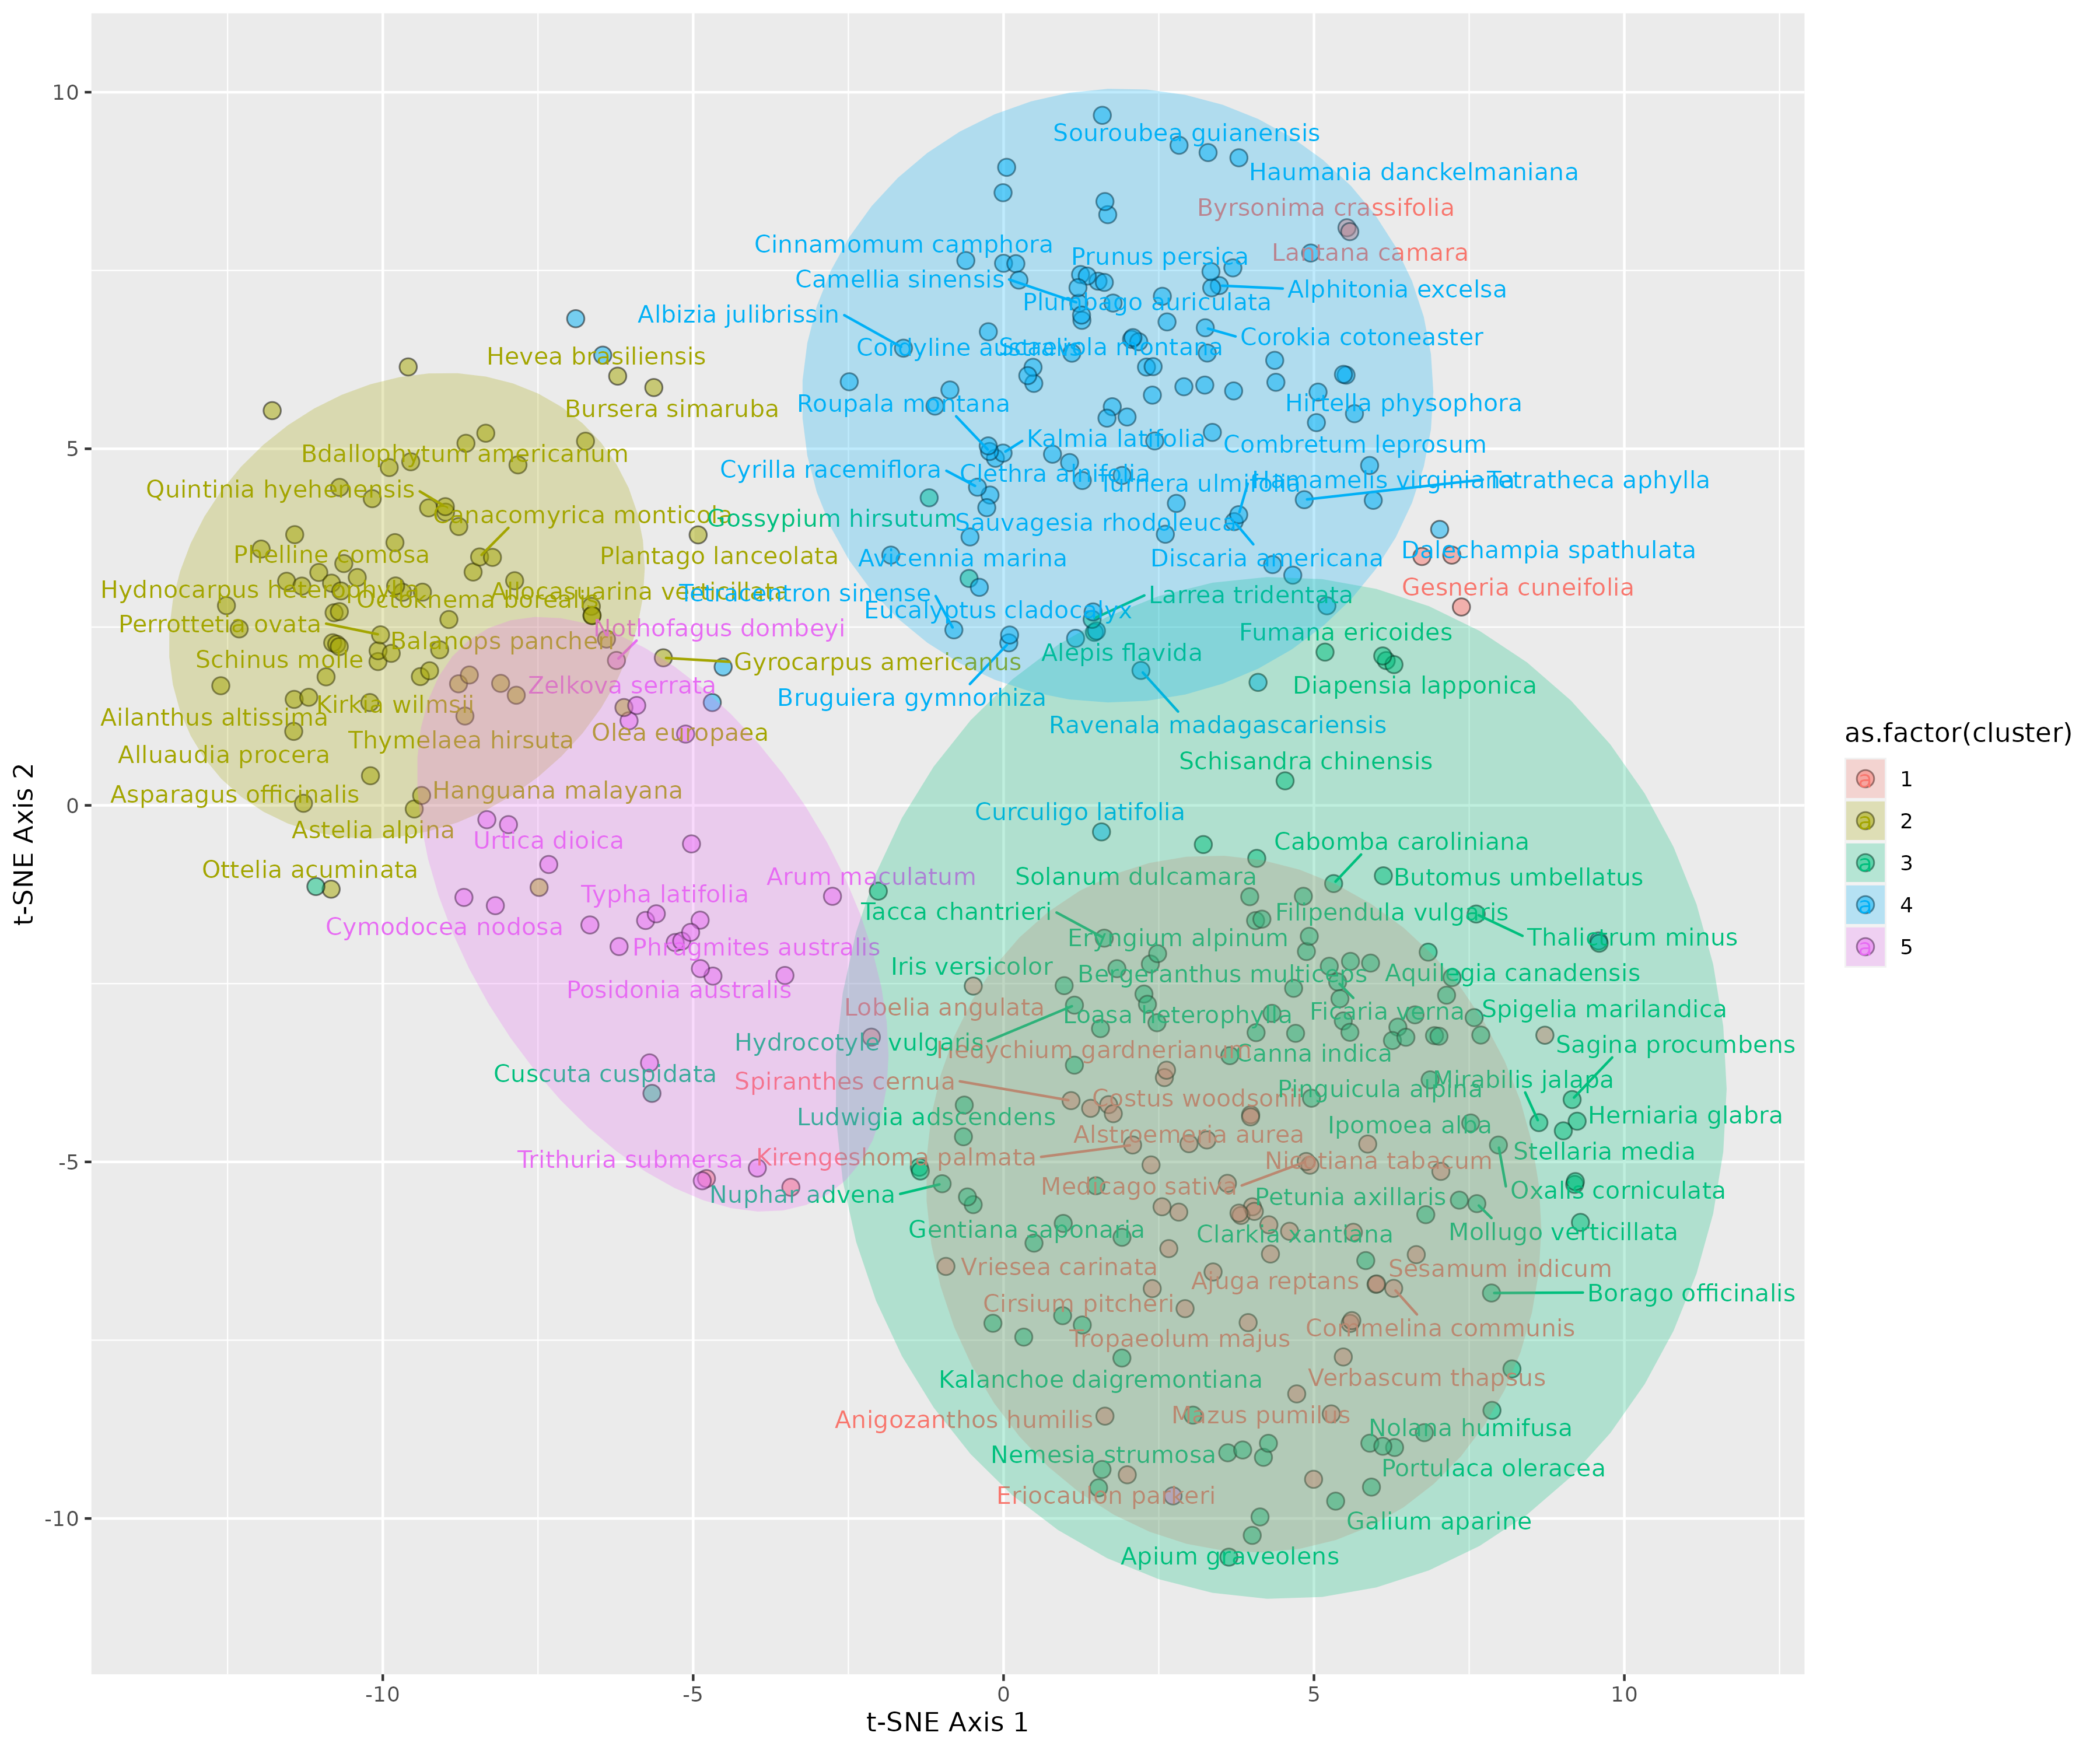 10
5
0
-5
-10
t-SNE Axis 2
Souroubea guianensis
Haumania danckelmaniana
Byrsonima crassifolia
Cinnamomum camphora
Prunus persica
Lantana camara
Camellia sinensis
Alphitonia excelsa
Plumbago auriculata
Albizia julibrissin
Corokia cotoneaster
Cordyline australis
Scaevola montana
Hevea brasiliensis
Bursera simaruba
Roupala montana
Hirtella physophora
Kalmia latifolia
Combretum leprosum
Bdallophytum americanum
Cyrilla racemiflora
Clethra alnifolia
Turnera ulmifolia
Hamamelis virginiana
Tetratheca aphylla
Quintinia hyehenensis
Canacomyrica monticola
Gossypium hirsutum
Sauvagesia rhodoleuca
Phelline comosa
Plantago lanceolata
Avicennia marina
Discaria americana
Dalechampia spathulata
Gesneria cuneifolia
Hydnocarpus heterophylla
Octoknema borealis
Allocasuarina verticillata
Tetracentron sinense
Larrea tridentata
Eucalyptus cladocalyx
Perrottetia ovata
Nothofagus dombeyi
Fumana ericoides
Balanops pancheri
Alepis flavida
Schinus molle
Gyrocarpus americanus
Zelkova serrata
Diapensia lapponica
Bruguiera gymnorhiza
Kirkia wilmsii
Ailanthus altissima
Ravenala madagascariensis
Thymelaea hirsuta
Olea europaea
Alluaudia procera
Schisandra chinensis
Asparagus officinalis
Hanguana malayana
Curculigo latifolia
Astelia alpina
Urtica dioica
Cabomba caroliniana
Ottelia acuminata
Arum maculatum
Solanum dulcamara
Butomus umbellatus
Typha latifolia
Tacca chantrieri
Filipendula vulgaris
Cymodocea nodosa
Eryngium alpinum
Thalictrum minus
Phragmites australis
Iris versicolor
Bergeranthus multiceps
Aquilegia canadensis
Posidonia australis
Lobelia angulata
Loasa heterophylla
Ficaria verna
Spigelia marilandica
Hydrocotyle vulgaris
Hedychium gardnerianum
Canna indica
Sagina procumbens
Cuscuta cuspidata
Spiranthes cernua
Costus woodsonii
Pinguicula alpina
Mirabilis jalapa
Ludwigia adscendens
Alstroemeria aurea
Ipomoea alba
Herniaria glabra
Trithuria submersa
Kirengeshoma palmata
Nicotiana tabacum
Stellaria media
Nuphar advena
Medicago sativa
Petunia axillaris
Oxalis corniculata
Gentiana saponaria
Clarkia xantiana
Mollugo verticillata
Vriesea carinata
Ajuga reptans
Sesamum indicum
Borago officinalis
Cirsium pitcheri
Tropaeolum majus
Commelina communis
Kalanchoe daigremontiana
Verbascum thapsus
Anigozanthos humilis
Mazus pumilus
Nolana humifusa
Nemesia strumosa
Portulaca oleracea
Eriocaulon parkeri
Galium aparine
Apium graveolens
-10
-5
0
5
10
t-SNE Axis 1
as.factor(cluster)
a 1
a 2
a 3
a 4
a 5